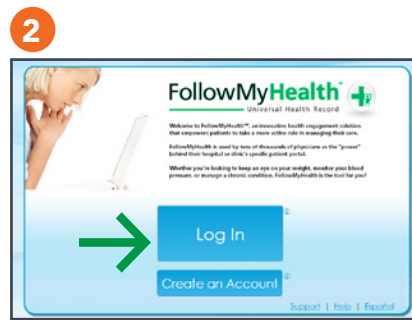 2
FollowMyHealth™
Universal Health Record
Welcome to FollowMyHealth™, an innovative health engagement solution
that empowers patients to take a more active role in managing their care.
FollowMyHealth is used by tens of thousands of physicians as the "power"
behind their hospital or clinic's specific patient portal.
Whether you're looking to keep an eye on your weight, monitor your blood
pressure, or manage a chronic condition, FollowMyHealth is the tool for you!
Log In
Create an Account
Support | Help | Español